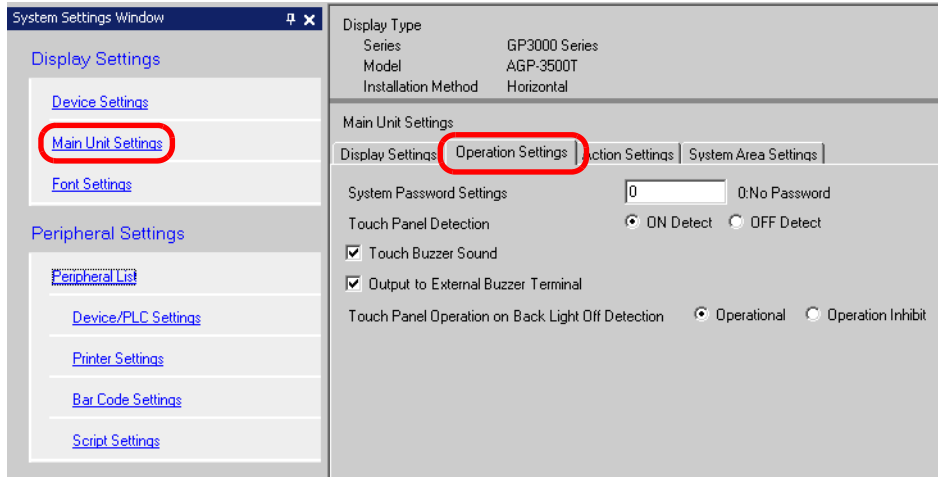 System Settings Window
Display Settings
Device Settings
Main Unit Settings
Font Settings
Peripheral Settings
Peripheral List
Device/PLC Settings
Printer Settings
Bar Code Settings
Script Settings
Display Type
Series GP3000 Series
Model AGP-3500T
Installation Method Horizontal
Main Unit Settings
Display Settings Operation Settings Action Settings System Area Settings
System Password Settings 0 0:No Password
Touch Panel Detection ON Detect OFF Detect
Touch Buzzer Sound
Output to External Buzzer Terminal
Touch Panel Operation on Back Light Off Detection Operational Operation Inhibit